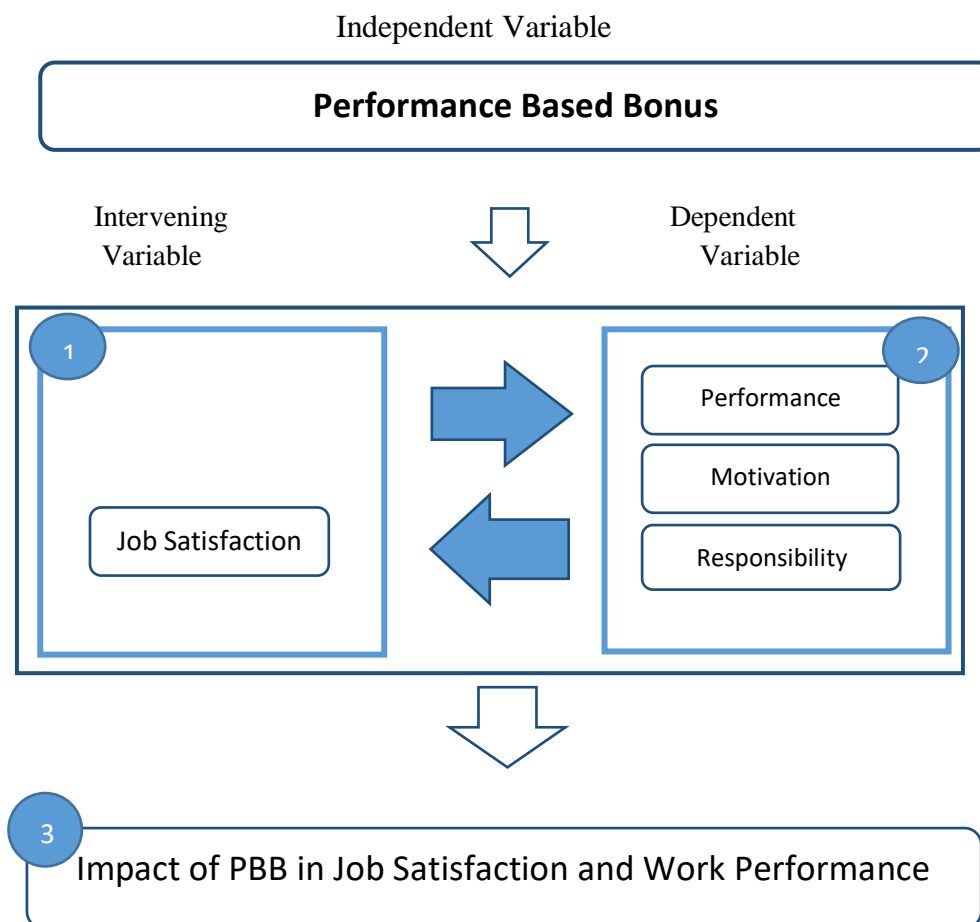 Independent Variable
Performance Based Bonus
Intervening
Variable
Dependent
Variable
1
2
Performance
Motivation
Responsibility
Job Satisfaction
3
Impact of PBB in Job Satisfaction and Work Performance